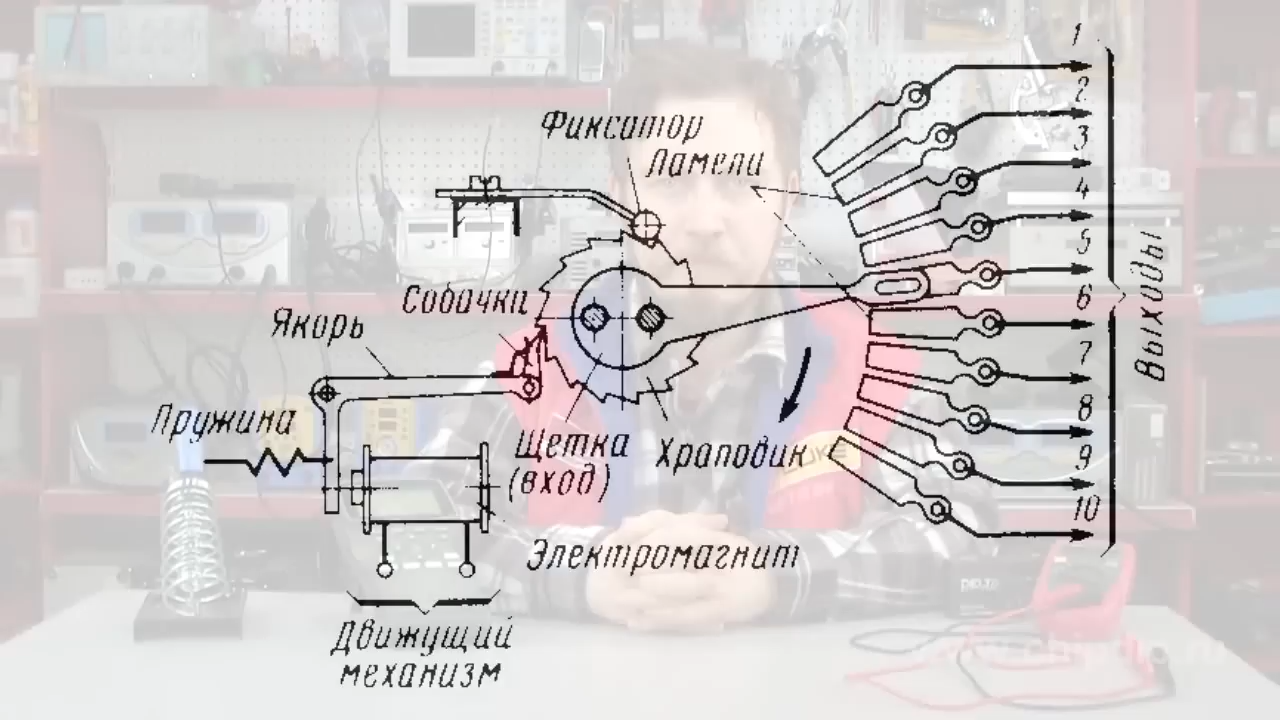 1
2
Фиксатор
3
Ламели
4
5
Собачка
6
Якорь
Выходы
7
Пружина
8
Щетка
(вход)
Храповик
9
10
Электромагнит
Движущий
механизм